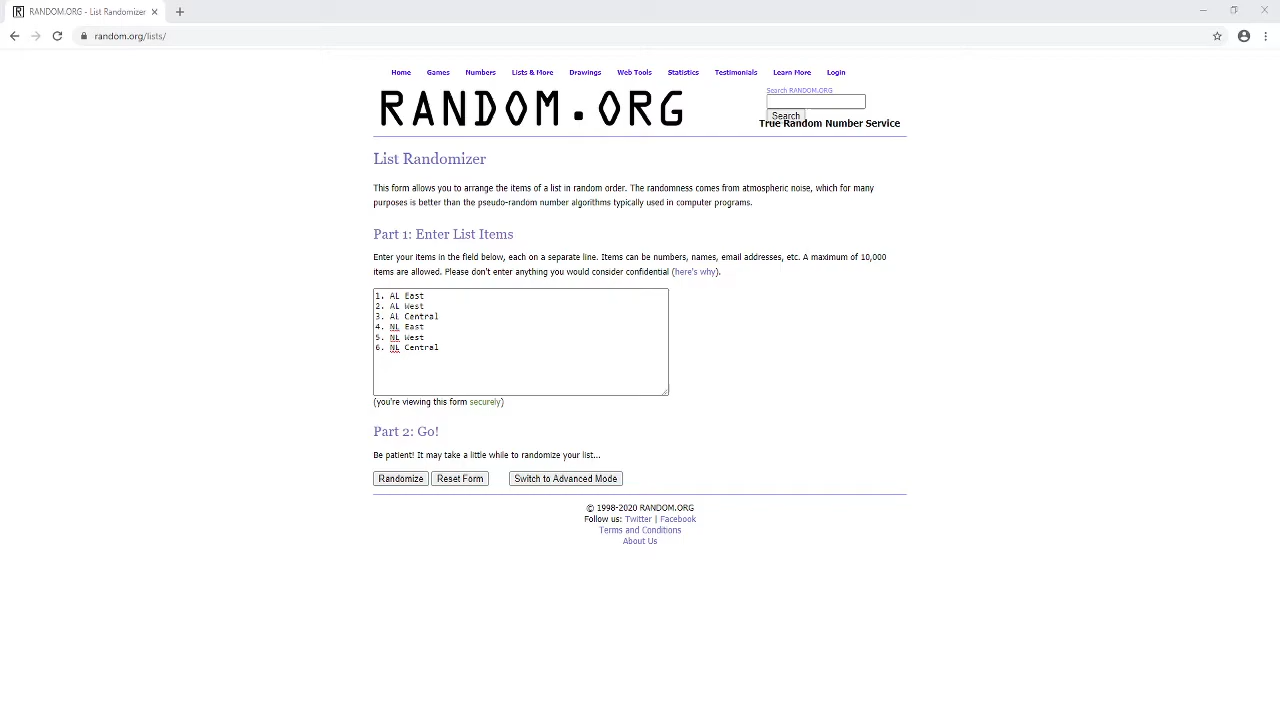 RANDOM.ORG - List Randomizer
random.org/lists/
Home Games Numbers Lists & More Drawings Web Tools Statistics Testimonials Learn More Login
RANDOM.ORG
Search RANDOM.ORG
Search
True Random Number Service
List Randomizer
This form allows you to arrange the items of a list in random order. The randomness comes from atmospheric noise, which for many
purposes is better than the pseudo-random number algorithms typically used in computer programs.
Part 1: Enter List Items
Enter your items in the field below, each on a separate line. Items can be numbers, names, email addresses, etc. A maximum of 10,000
items are allowed. Please don't enter anything you would consider confidential (here's why).
1. AL East
2. AL West
3. AL Central
4. NL East
5. NL West
6. NL Central
(you're viewing this form securely)
Part 2: Go!
Be patient! It may take a little while to randomize your list...
Randomize Reset Form Switch to Advanced Mode
© 1998-2020 RANDOM.ORG
Follow us: Twitter | Facebook
Terms and Conditions
About Us